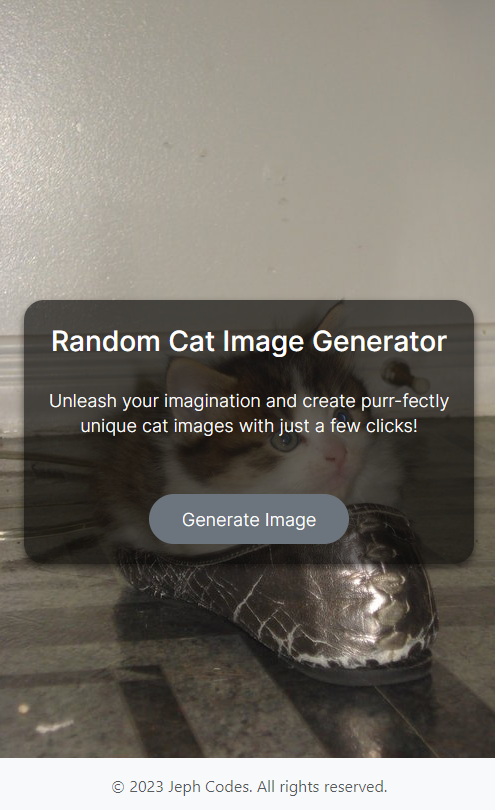 Random Cat Image Generator
Unleash your imagination and create purr-fectly
unique cat images with just a few clicks!
Generate Image
© 2023 Jeph Codes. All rights reserved.